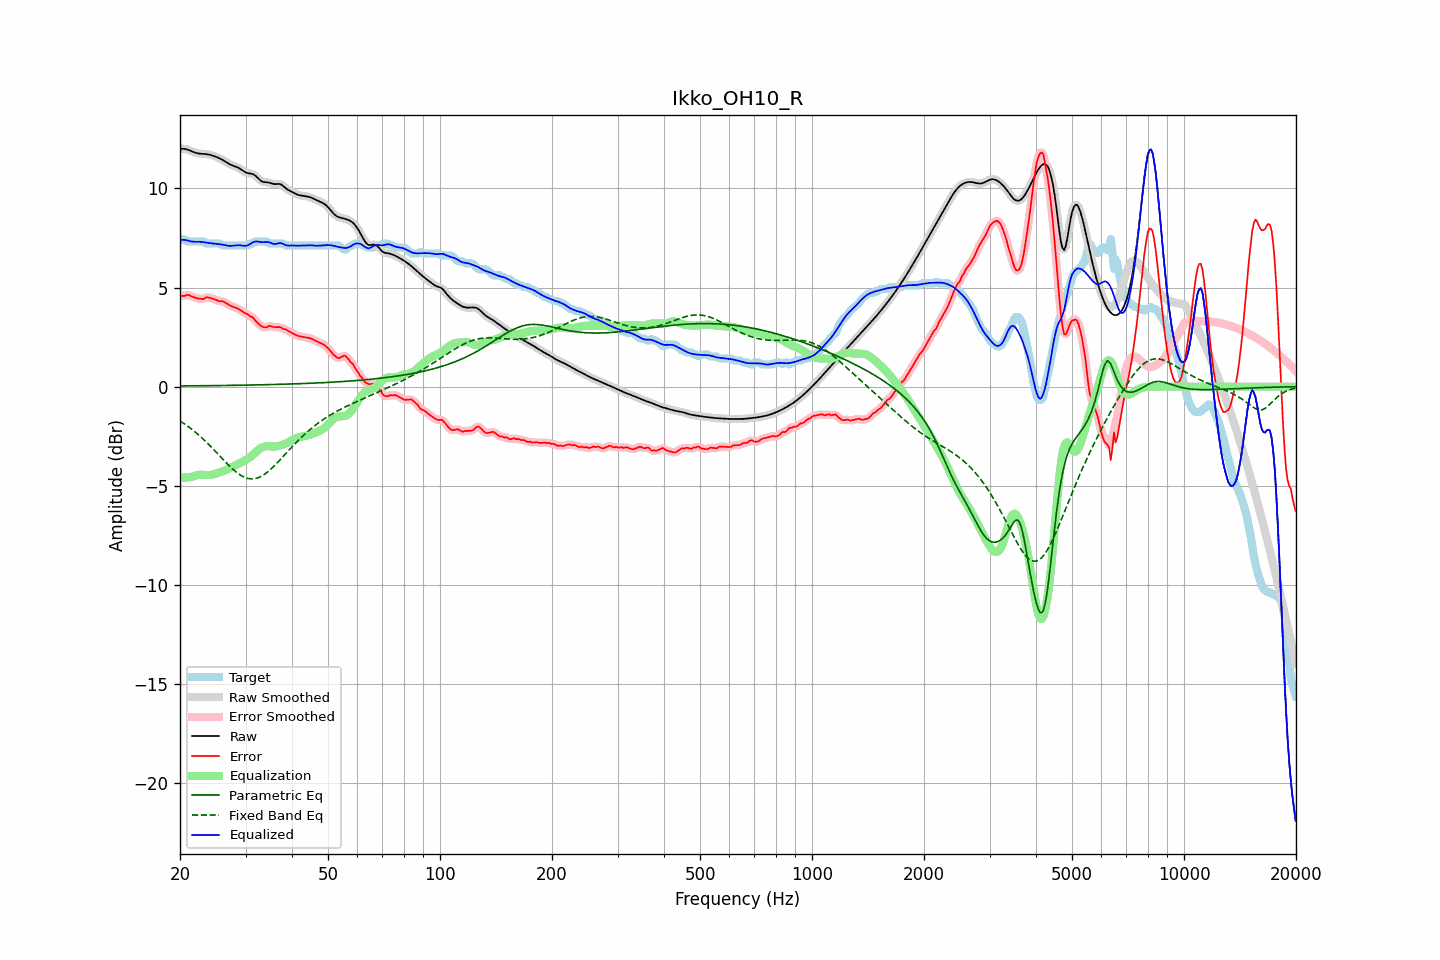 Ikko_OH10_R
Amplitude (dBr)
10
5
0
−5
−10
−15
−20
Target
Raw Smoothed
Error Smoothed
Raw
Error
Equalization
Parametric Eq
Fixed Band Eq
Equalized
20 50 100 200 500 1000 2000 5000 10000 20000
Frequency (Hz)